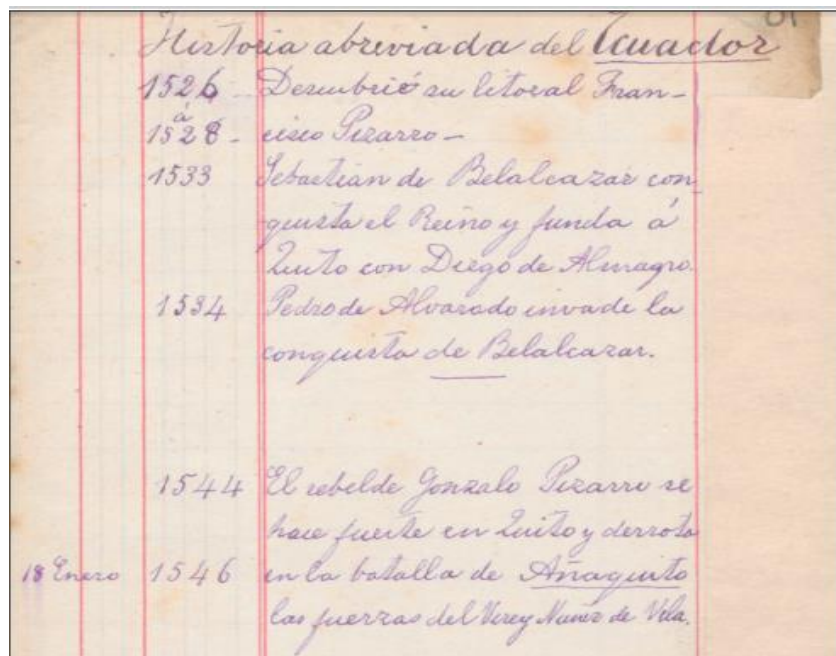 Historia abreviada del Ecuador
1526 - Descubrió su litoral Fran-
á
1528 - cisco Pizarro -
1533 Sebastián de Belalcazar con
quista el Reino y funda á
Quito con Diego de Almagro.
1534 Pedro de Alvarado invade la
conquista de Belalcazar.
1544 El rebelde Gonzalo Pizarro se
hace fuerte en Quito y derrota
18 Enero 1546 en la batalla de Añaquito
las fuerzas del Virey Nuñez de Vela.